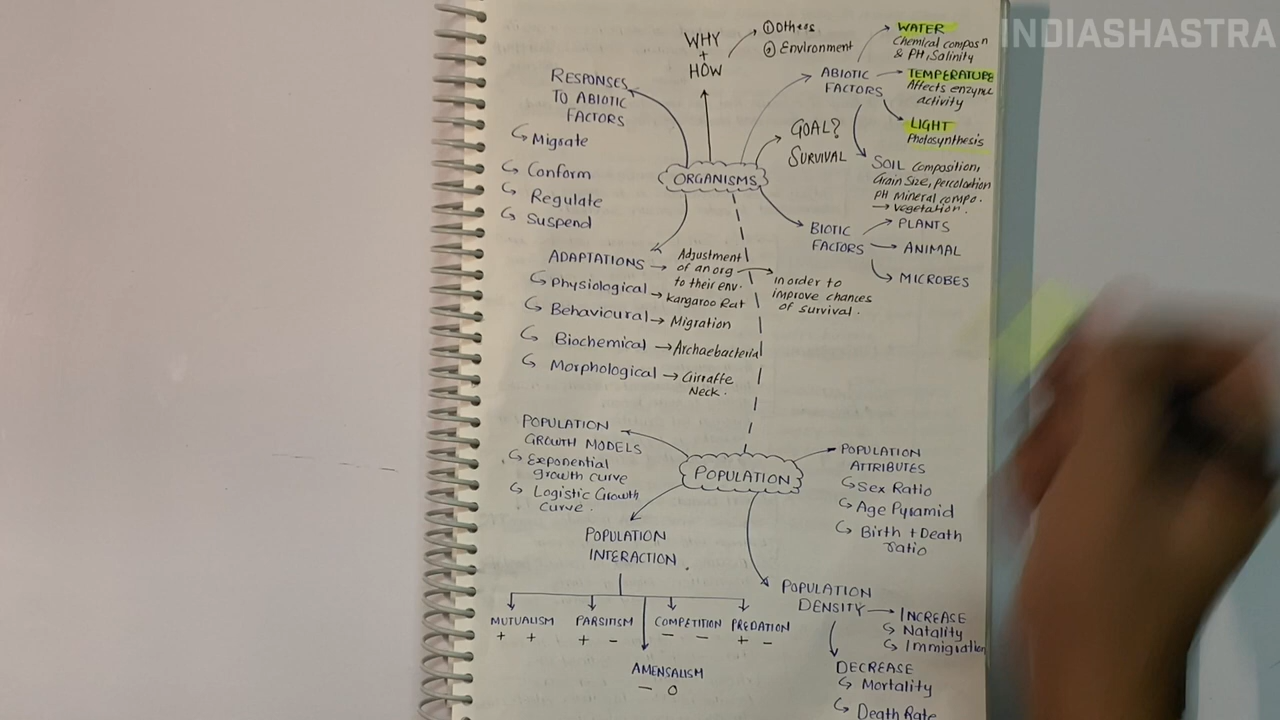 INDIASHASTRA
WHY
+
HOW
① Others
② Environment
WATER
Chemical composⁿ
& PH, Salinity
ABIOTIC
FACTORS
TEMPERATURE
Affects enzyme
activity
LIGHT
Photosynthesis
SOIL Composition,
Grain Size, percolation
pH Mineral compo.
→ Vegetation.
RESPONSES
TO ABIOTIC
FACTORS
Migrate
Conform
Regulate
Suspend
GOAL?
SURVIVAL
ORGANISMS
BIOTIC
FACTORS
PLANTS
ANIMAL
MICROBES
ADAPTATIONS → Adjustment
of an org
to their env.
in order to
improve chances
of survival.
Physiological → kangaroo Rat
Behavioural → Migration
Biochemical → Archaebacteria
Morphological → Girraffe
Neck.
POPULATION
GROWTH MODELS
Exponential
growth curve
Logistic Growth
Curve.
POPULATION
POPULATION
ATTRIBUTES
Sex Ratio
Age Pyramid
Birth + Death
ratio
POPULATION
INTERACTION
MUTUALISM
+ +
PARSITISM
+ −
COMPETITION
− −
PREDATION
+ −
AMENSALISM
− 0
POPULATION
DENSITY → INCREASE
Natality
Immigration
DECREASE
Mortality
Death Rate